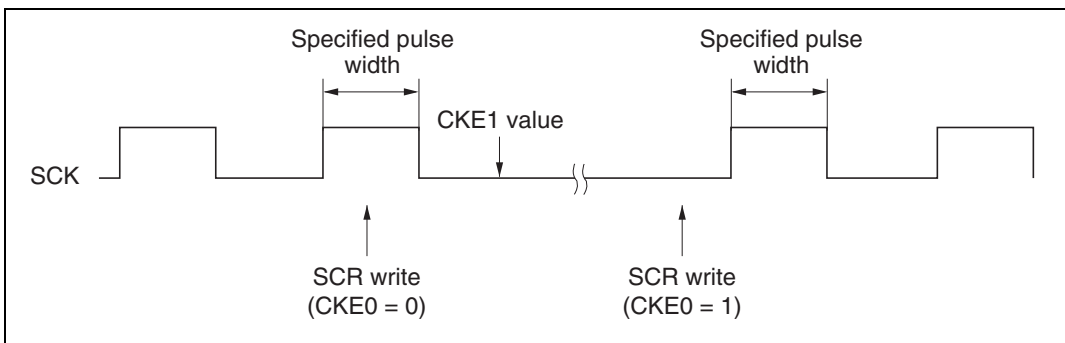 Specified pulse
width
Specified pulse
width
CKE1 value
SCK
SCR write
(CKE0 = 0)
SCR write
(CKE0 = 1)